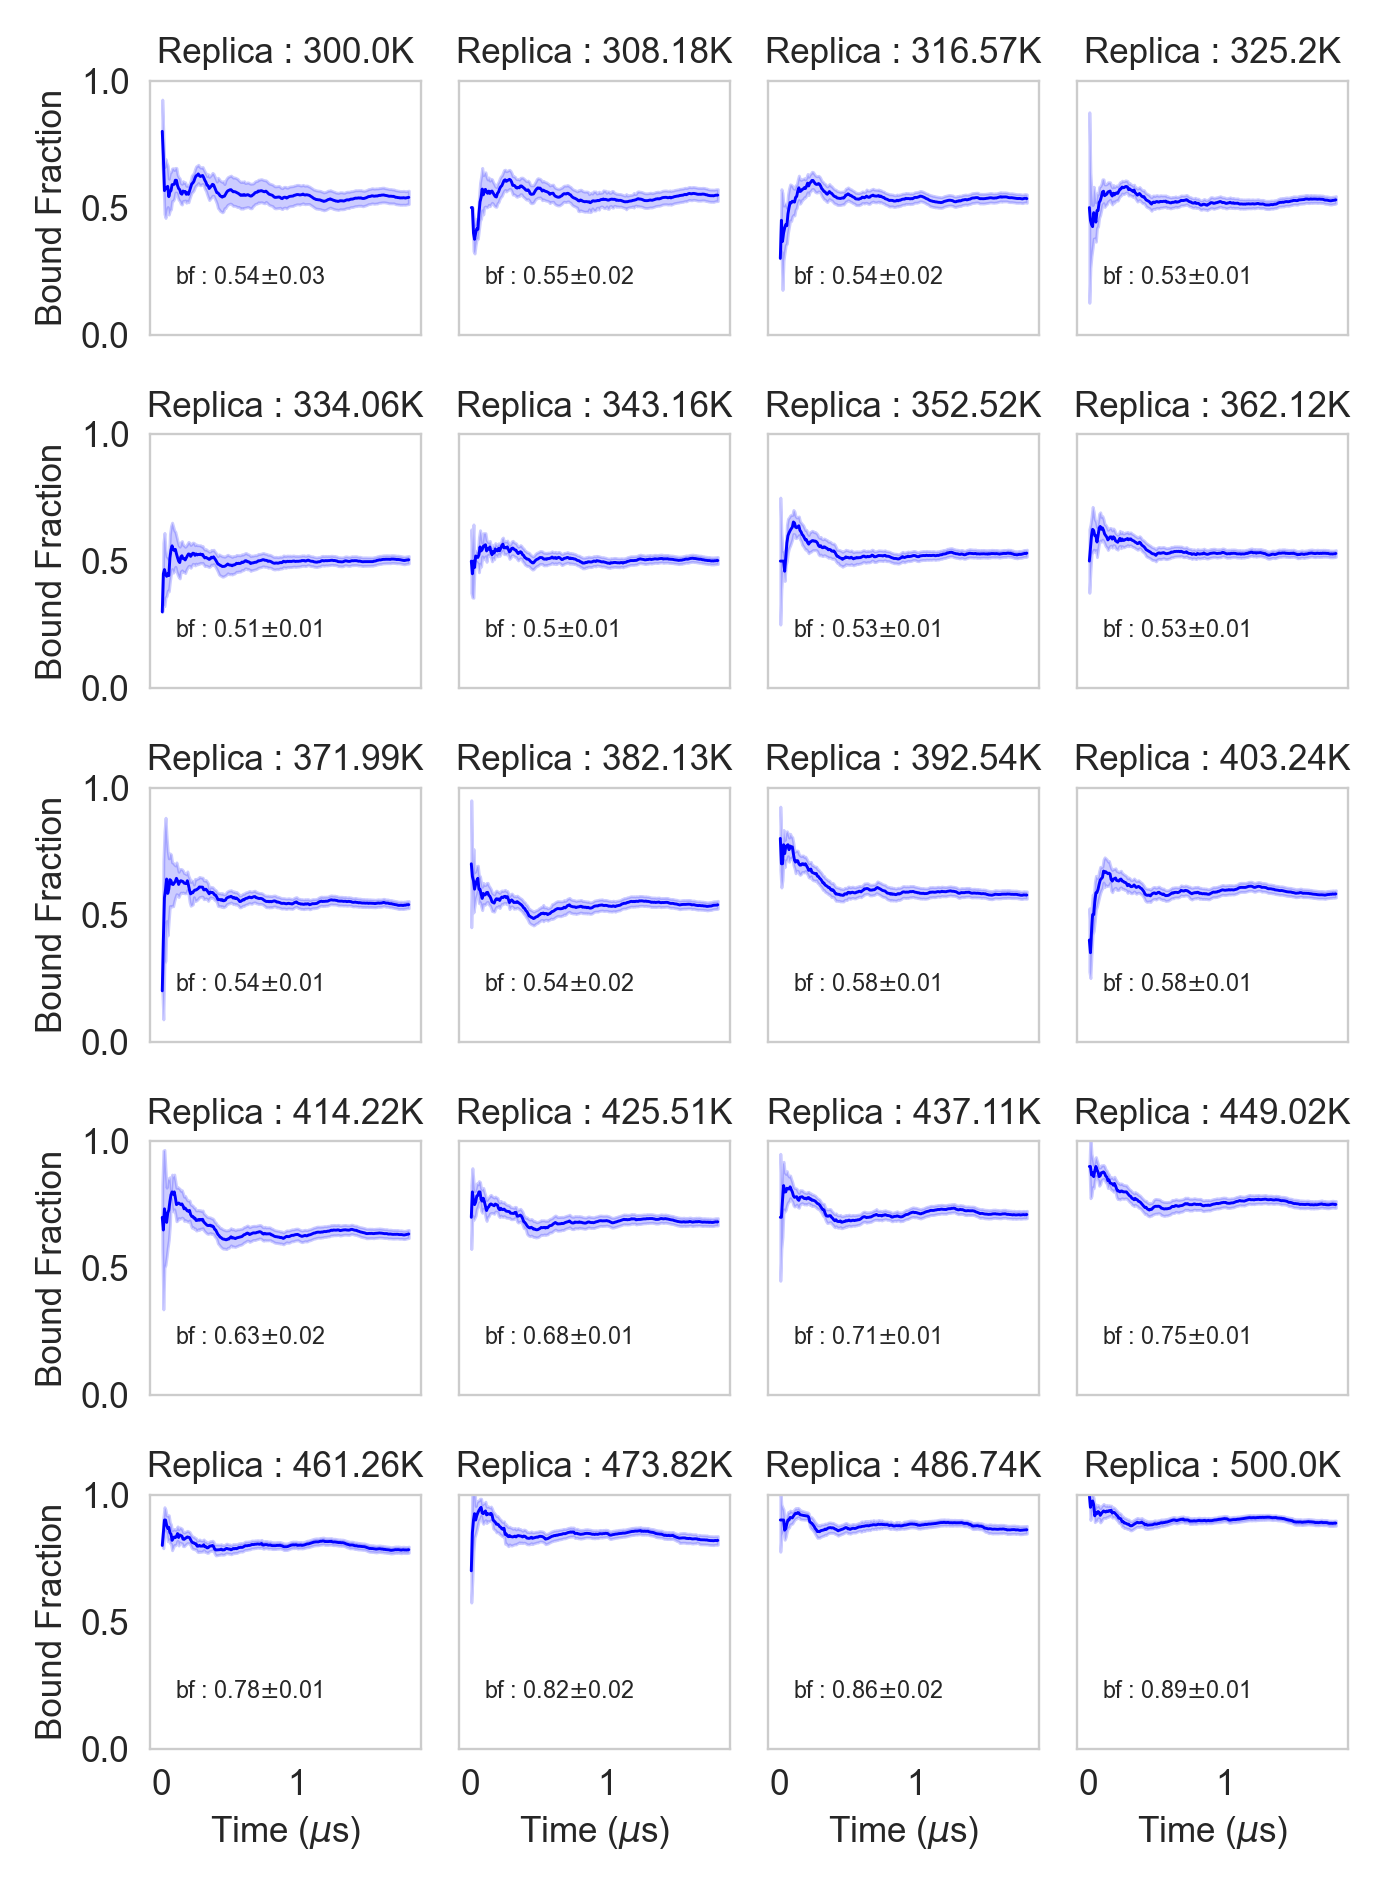 Replica : 300.0K
Replica : 308.18K
Replica : 316.57K
Replica : 325.2K
1.0
0.5
0.0
Bound Fraction
bf : 0.54±0.03
bf : 0.55±0.02
bf : 0.54±0.02
bf : 0.53±0.01
Replica : 334.06K
Replica : 343.16K
Replica : 352.52K
Replica : 362.12K
1.0
0.5
0.0
Bound Fraction
bf : 0.51±0.01
bf : 0.5±0.01
bf : 0.53±0.01
bf : 0.53±0.01
Replica : 371.99K
Replica : 382.13K
Replica : 392.54K
Replica : 403.24K
1.0
0.5
0.0
Bound Fraction
bf : 0.54±0.01
bf : 0.54±0.02
bf : 0.58±0.01
bf : 0.58±0.01
Replica : 414.22K
Replica : 425.51K
Replica : 437.11K
Replica : 449.02K
1.0
0.5
0.0
Bound Fraction
bf : 0.63±0.02
bf : 0.68±0.01
bf : 0.71±0.01
bf : 0.75±0.01
Replica : 461.26K
Replica : 473.82K
Replica : 486.74K
Replica : 500.0K
1.0
0.5
0.0
Bound Fraction
bf : 0.78±0.01
bf : 0.82±0.02
bf : 0.86±0.02
bf : 0.89±0.01
0 1
0 1
0 1
0 1
Time (μs)
Time (μs)
Time (μs)
Time (μs)